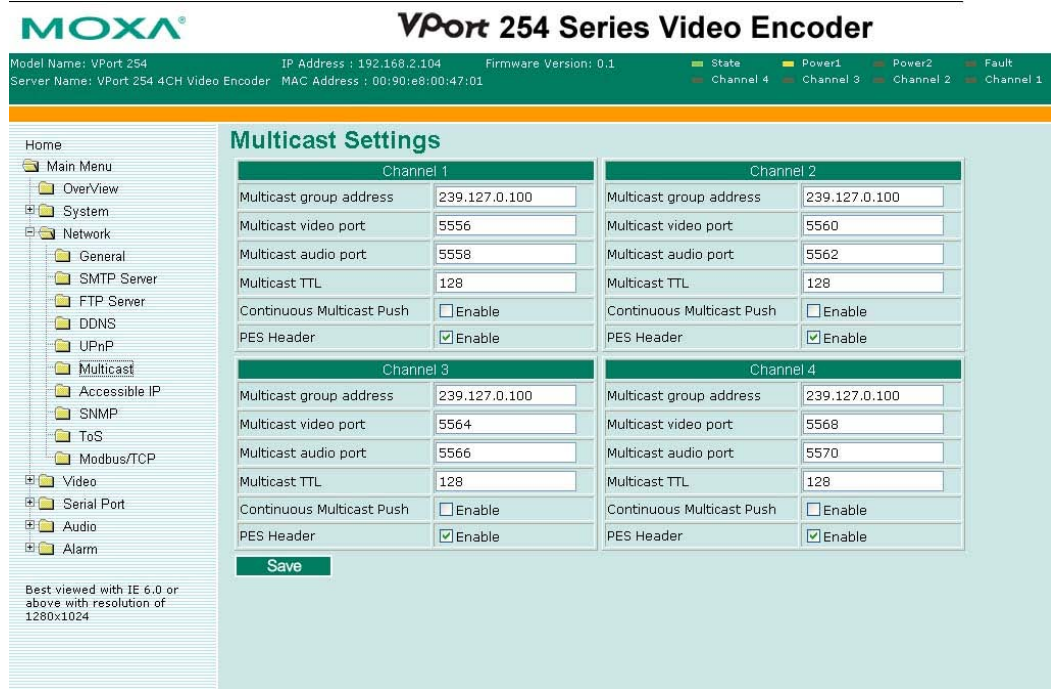 MOXA®
VPort 254 Series Video Encoder
Model Name: VPort 254 IP Address : 192.168.2.104 Firmware Version: 0.1 State Power1 Power2 Fault
Server Name: VPort 254 4CH Video Encoder MAC Address : 00:90:e8:00:47:01 Channel 4 Channel 3 Channel 2 Channel 1
Home
Main Menu
OverView
System
Network
General
SMTP Server
FTP Server
DDNS
UPnP
Multicast
Accessible IP
SNMP
ToS
Modbus/TCP
Video
Serial Port
Audio
Alarm
Best viewed with IE 6.0 or
above with resolution of
1280x1024
Multicast Settings
Channel 1
Multicast group address 239.127.0.100
Multicast video port 5556
Multicast audio port 5558
Multicast TTL 128
Continuous Multicast Push Enable
PES Header Enable
Channel 2
Multicast group address 239.127.0.100
Multicast video port 5560
Multicast audio port 5562
Multicast TTL 128
Continuous Multicast Push Enable
PES Header Enable
Channel 3
Multicast group address 239.127.0.100
Multicast video port 5564
Multicast audio port 5566
Multicast TTL 128
Continuous Multicast Push Enable
PES Header Enable
Channel 4
Multicast group address 239.127.0.100
Multicast video port 5568
Multicast audio port 5570
Multicast TTL 128
Continuous Multicast Push Enable
PES Header Enable
Save